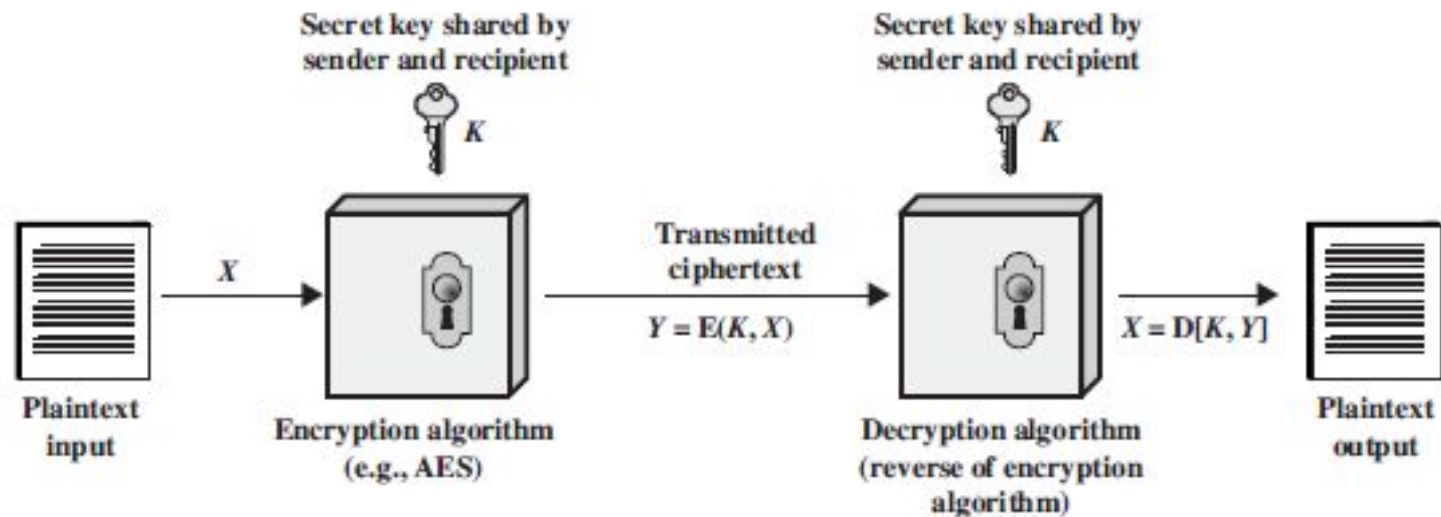 Secret key shared by
sender and recipient
K
Secret key shared by
sender and recipient
K
X
Transmitted
ciphertext
Y = E(K, X)
X = D[K, Y]
Plaintext
input
Encryption algorithm
(e.g., AES)
Decryption algorithm
(reverse of encryption
algorithm)
Plaintext
output